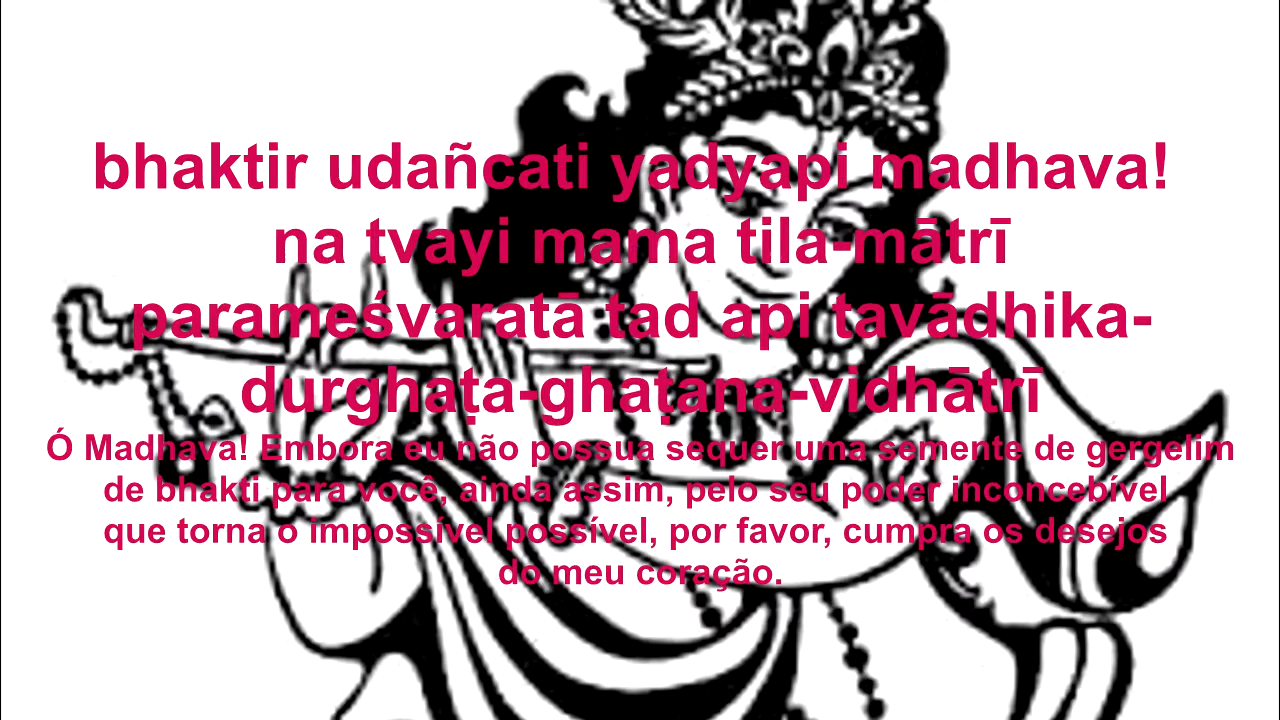 bhaktir udañcati yadyapi madhava!
na tvayi mama tila-mātrī
parameśvaratā tad api tavādhika-
durghaṭa-ghaṭana-vidhātrī
Ó Madhava! Embora eu não possua sequer uma semente de gergelim
de bhakti para você, ainda assim, pelo seu poder inconcebível
que torna o impossível possível, por favor, cumpra os desejos
do meu coração.